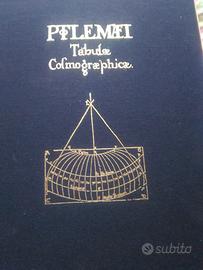 PTOLEMÆI
Tabulæ
Cosmographicæ.
subito